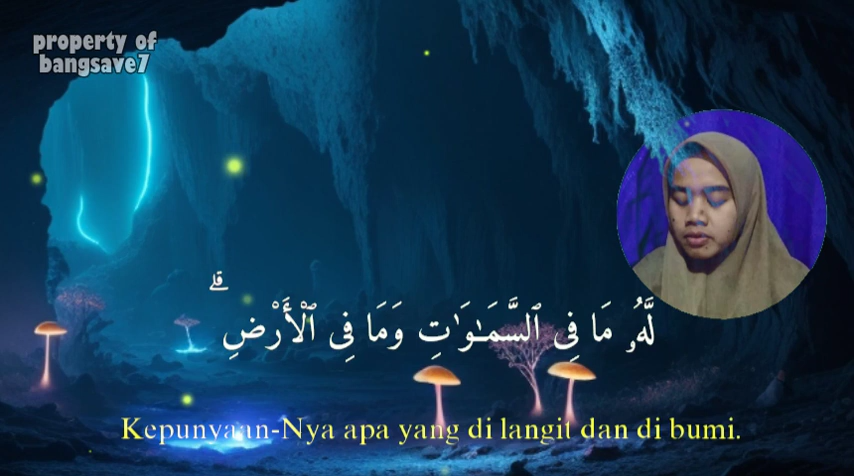 property of
bangsave7
لَّهُۥ مَا فِى ٱلسَّمَـٰوَٰتِ وَمَا فِى ٱلْأَرْضِ ۗ
Kepunyaan-Nya apa yang di langit dan di bumi.